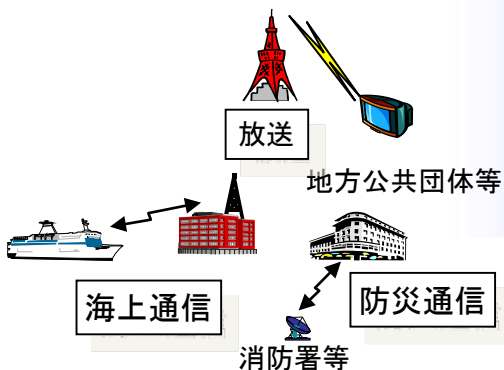 放送
地方公共団体等
海上通信
防災通信
消防署等